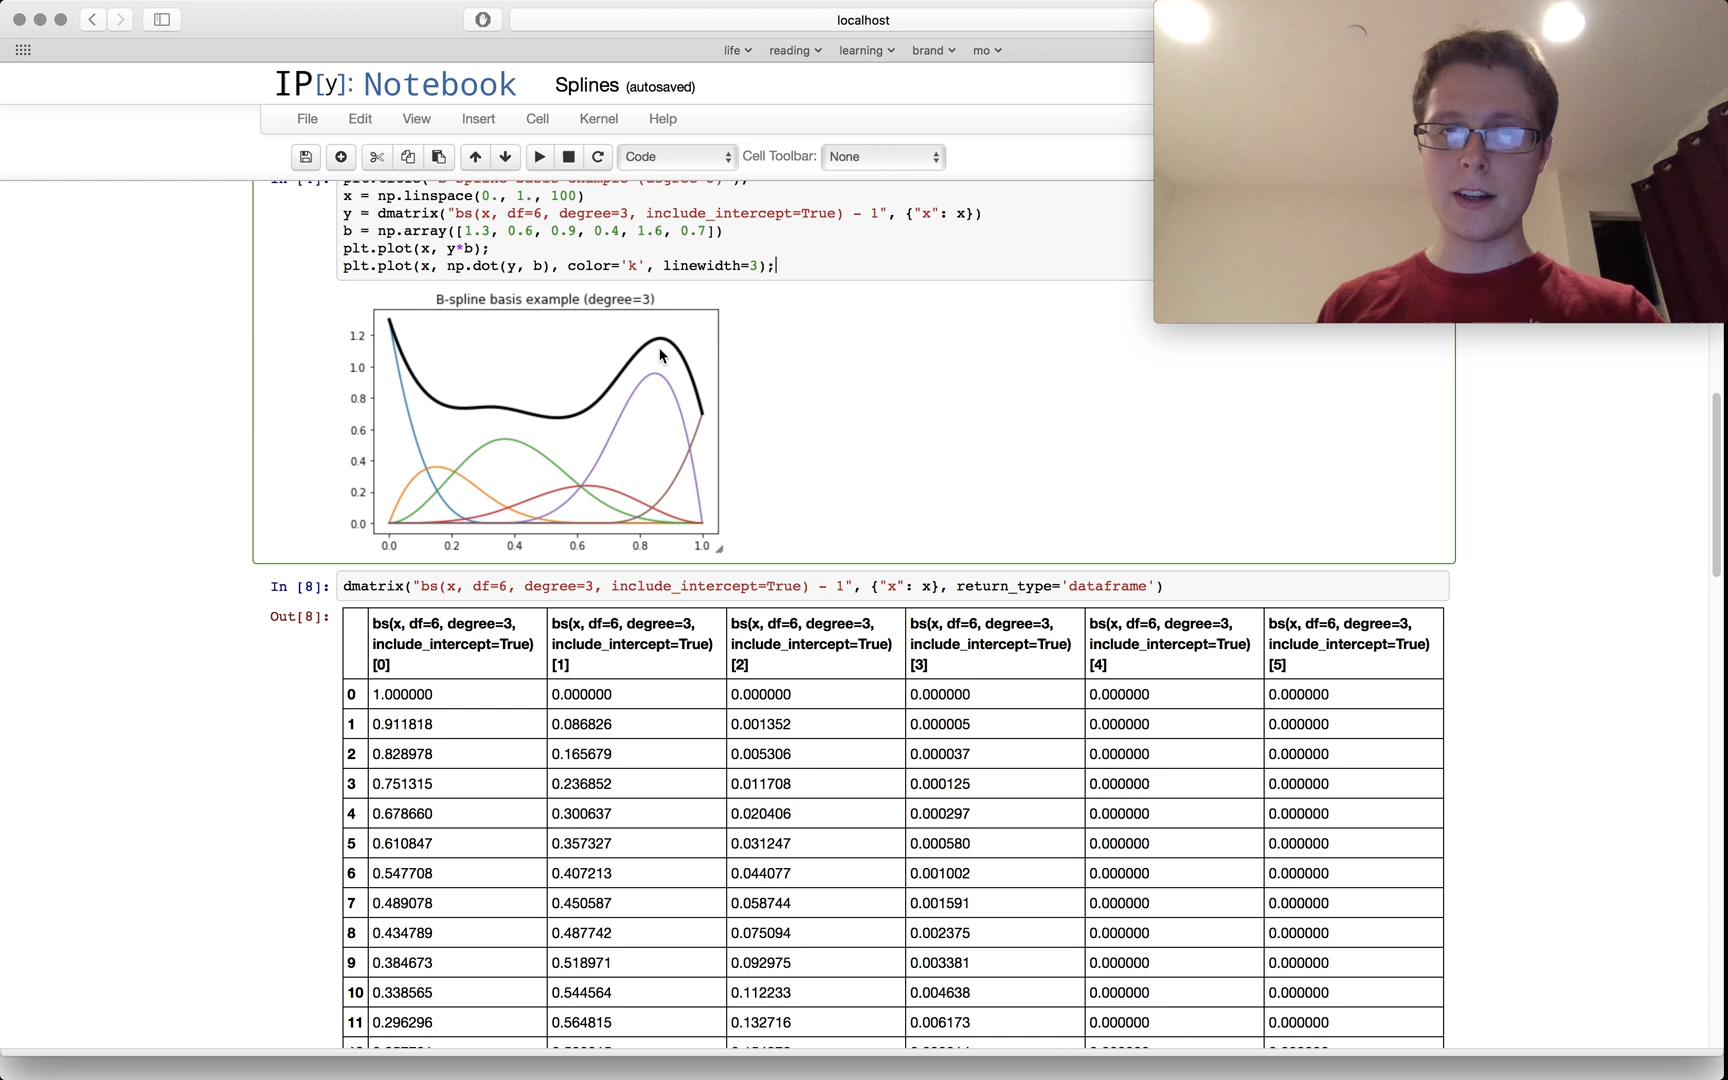 localhost
life reading learning brand mo
IP[y]: Notebook Splines (autosaved)
File Edit View Insert Cell Kernel Help
Code Cell Toolbar: None
x = np.linspace(0., 1., 100)
y = dmatrix("bs(x, df=6, degree=3, include_intercept=True) - 1", {"x": x})
b = np.array([1.3, 0.6, 0.9, 0.4, 1.6, 0.7])
plt.plot(x, y*b);
plt.plot(x, np.dot(y, b), color='k', linewidth=3);
B-spline basis example (degree=3)
1.2
1.0
0.8
0.6
0.4
0.2
0.0
0.0 0.2 0.4 0.6 0.8 1.0
In [8]: dmatrix("bs(x, df=6, degree=3, include_intercept=True) - 1", {"x": x}, return_type='dataframe')
Out[8]:
bs(x, df=6, degree=3, bs(x, df=6, degree=3, bs(x, df=6, degree=3, bs(x, df=6, degree=3, bs(x, df=6, degree=3, bs(x, df=6, degree=3,
include_intercept=True) include_intercept=True) include_intercept=True) include_intercept=True) include_intercept=True) include_intercept=True)
[0] [1] [2] [3] [4] [5]
0 1.000000 0.000000 0.000000 0.000000 0.000000 0.000000
1 0.911818 0.086826 0.001352 0.000005 0.000000 0.000000
2 0.828978 0.165679 0.005306 0.000037 0.000000 0.000000
3 0.751315 0.236852 0.011708 0.000125 0.000000 0.000000
4 0.678660 0.300637 0.020406 0.000297 0.000000 0.000000
5 0.610847 0.357327 0.031247 0.000580 0.000000 0.000000
6 0.547708 0.407213 0.044077 0.001002 0.000000 0.000000
7 0.489078 0.450587 0.058744 0.001591 0.000000 0.000000
8 0.434789 0.487742 0.075094 0.002375 0.000000 0.000000
9 0.384673 0.518971 0.092975 0.003381 0.000000 0.000000
10 0.338565 0.544564 0.112233 0.004638 0.000000 0.000000
11 0.296296 0.564815 0.132716 0.006173 0.000000 0.000000